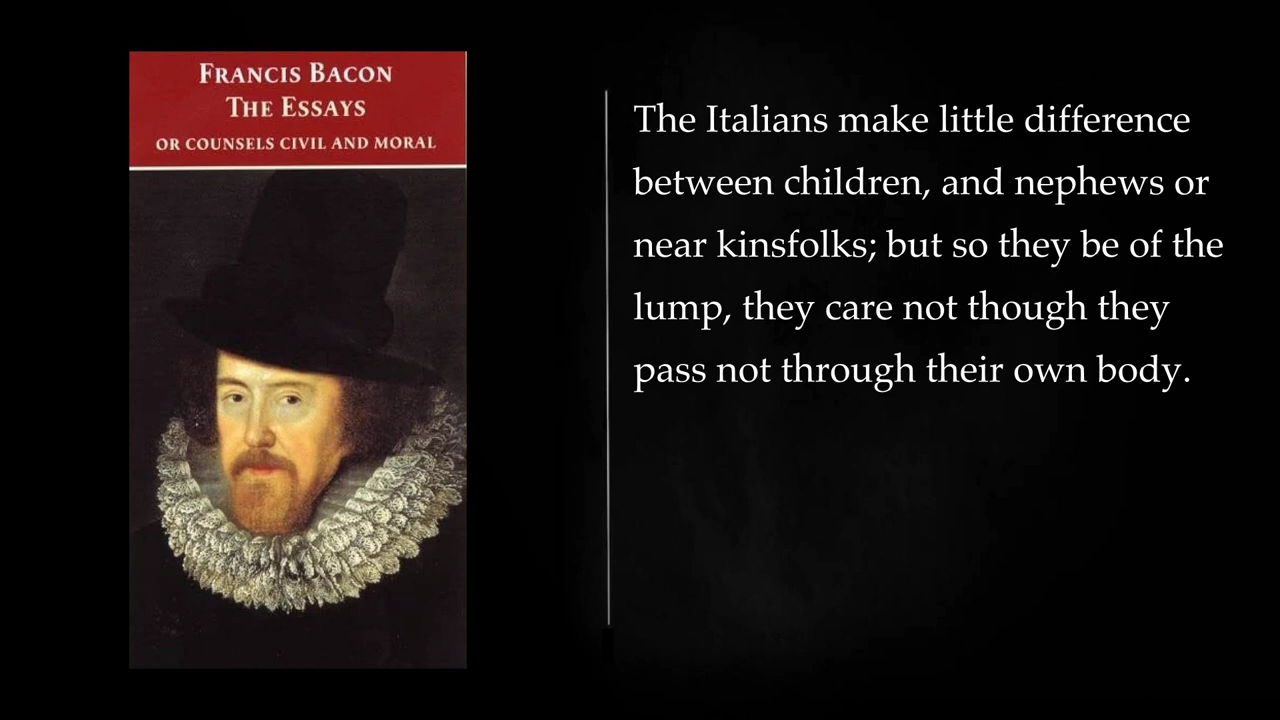 FRANCIS BACON
THE ESSAYS
OR COUNSELS CIVIL AND MORAL
The Italians make little difference
between children, and nephews or
near kinsfolks; but so they be of the
lump, they care not though they
pass not through their own body.